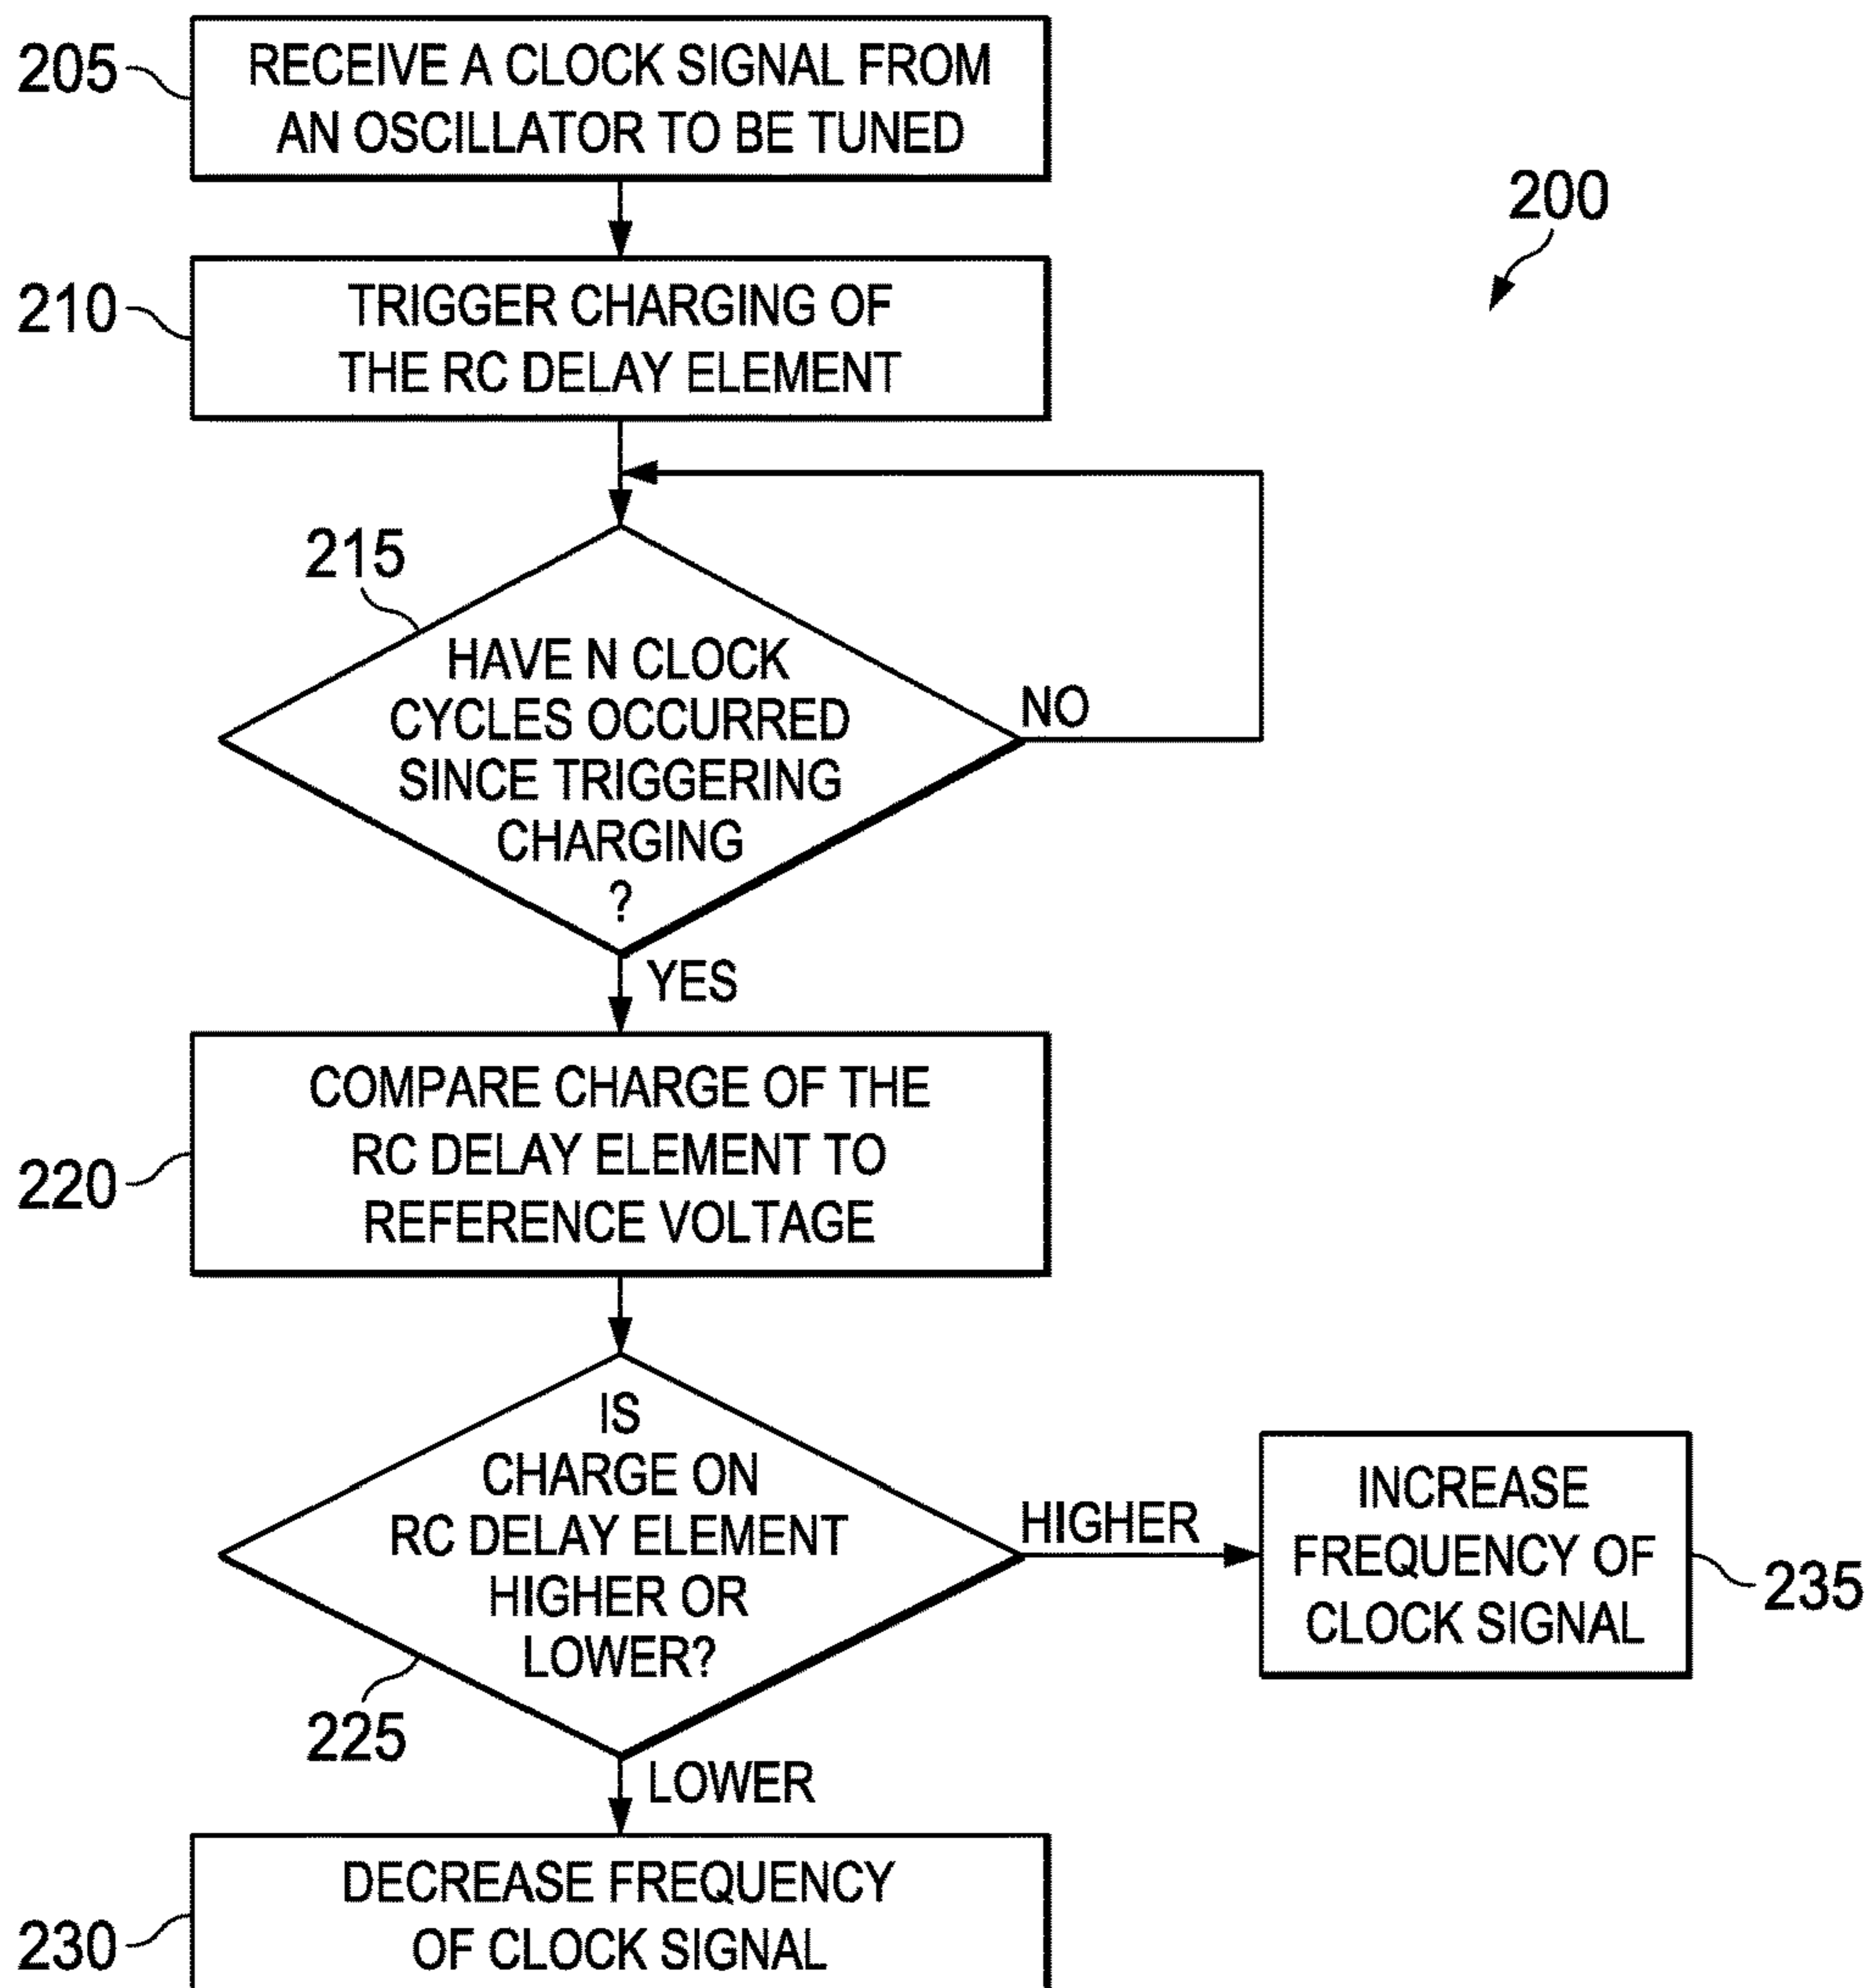 205
RECEIVE A CLOCK SIGNAL FROM
AN OSCILLATOR TO BE TUNED
200
210
TRIGGER CHARGING OF
THE RC DELAY ELEMENT
215
HAVE N CLOCK
CYCLES OCCURRED
SINCE TRIGGERING
CHARGING
?
NO
YES
220
COMPARE CHARGE OF THE
RC DELAY ELEMENT TO
REFERENCE VOLTAGE
IS
CHARGE ON
RC DELAY ELEMENT
HIGHER OR
LOWER?
225
HIGHER
INCREASE
FREQUENCY OF
CLOCK SIGNAL
235
LOWER
230
DECREASE FREQUENCY
OF CLOCK SIGNAL